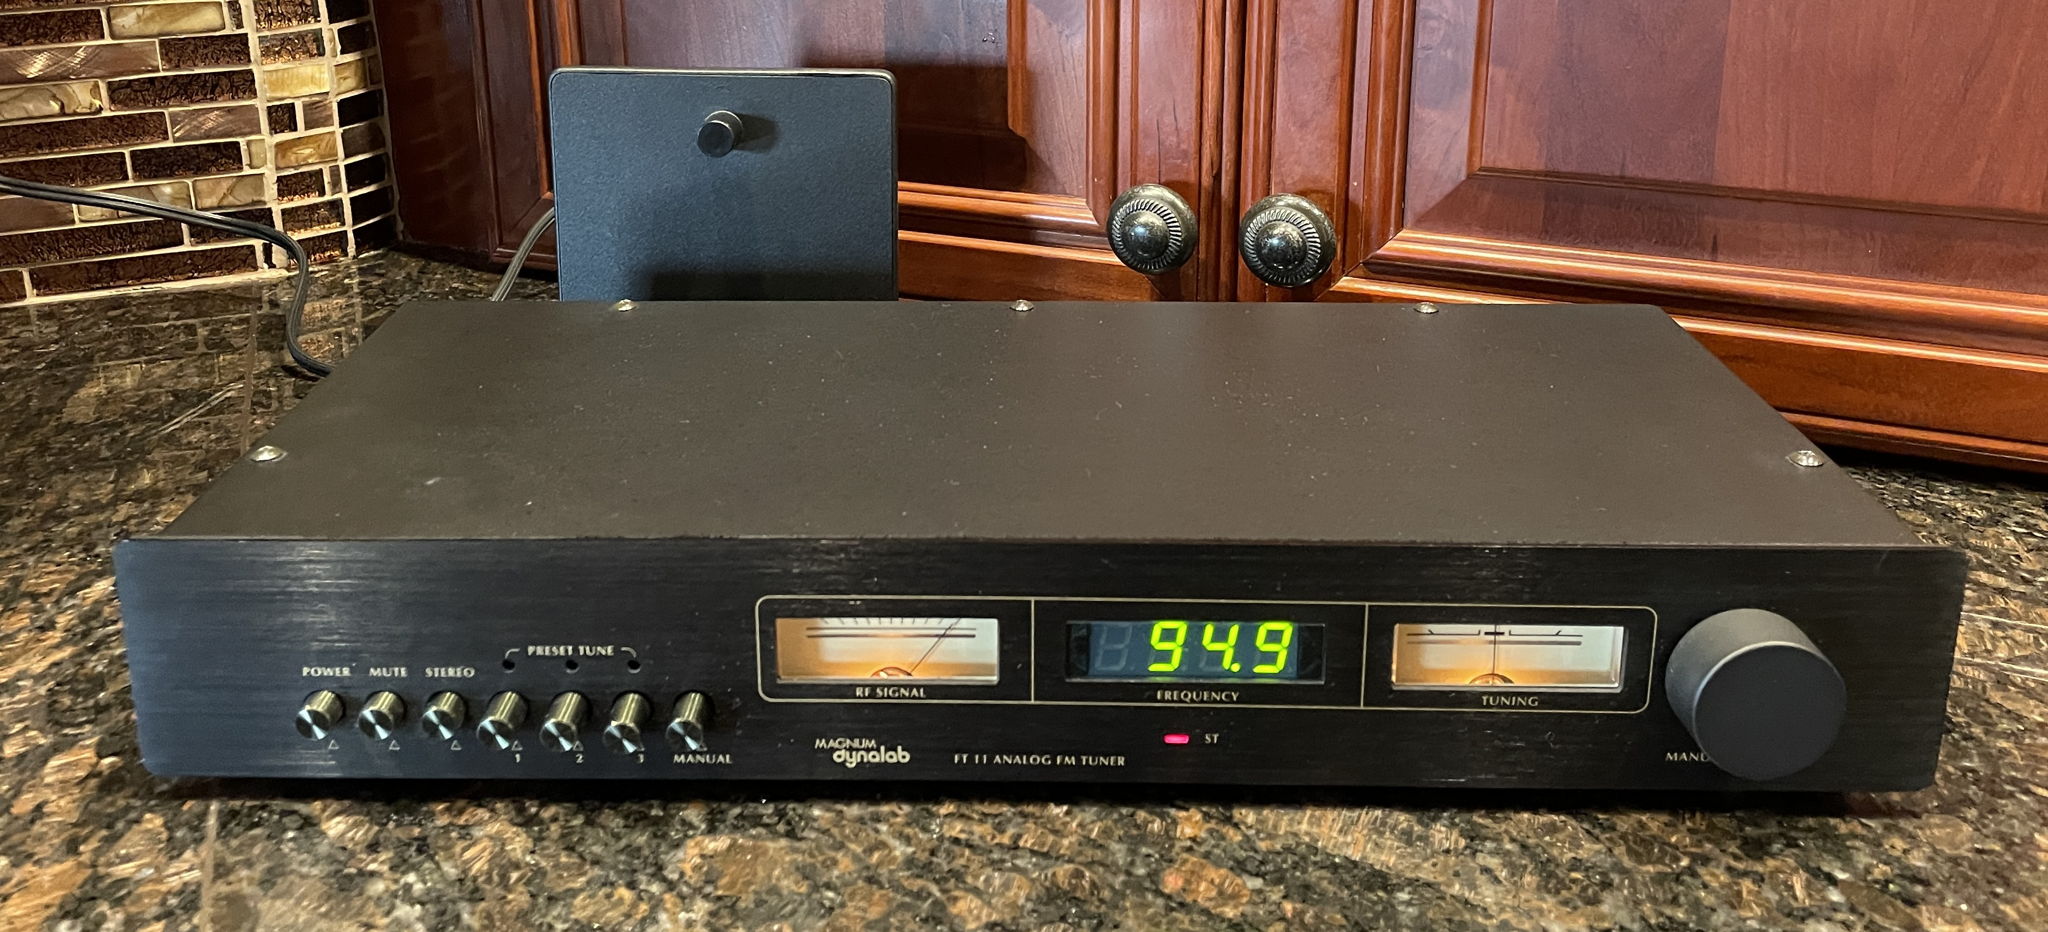 PRESET TUNE
POWER MUTE STEREO
1 2 3 MANUAL
RF SIGNAL
94.9
FREQUENCY
TUNING
ST
MAGNUM
dynalab
FT 11 ANALOG FM TUNER
MANU